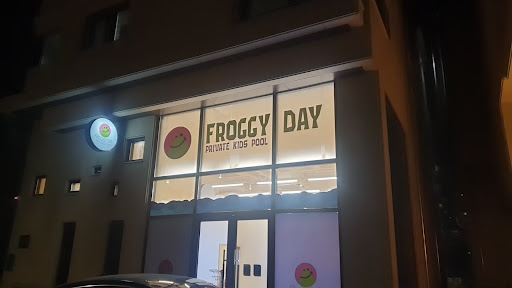 FROGGY DAY
PRIVATE KIDS POOL